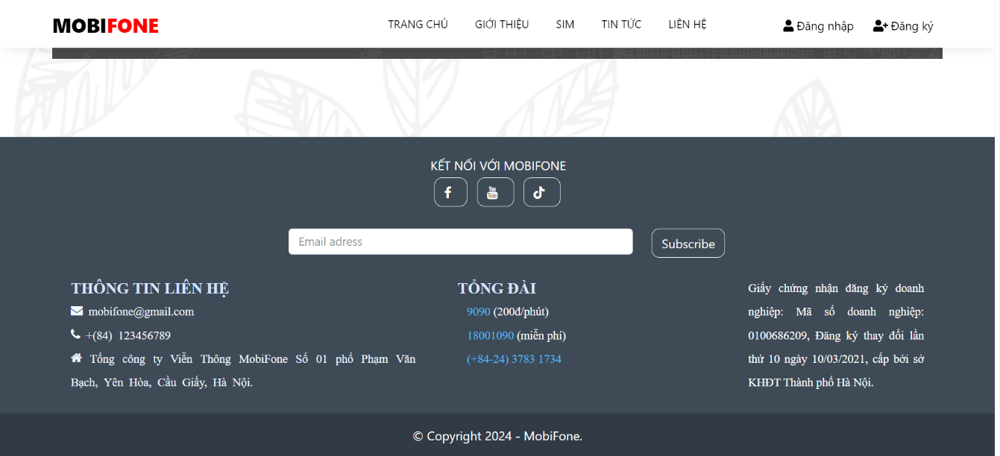 MOBIFONE
TRANG CHỦ GIỚI THIỆU SIM TIN TỨC LIÊN HỆ
Đăng nhập Đăng ký
KẾT NỐI VỚI MOBIFONE
You Tube
Email adress
Subscribe
THÔNG TIN LIÊN HỆ
mobifone@gmail.com
+(84) 123456789
Tổng công ty Viễn Thông MobiFone Số 01 phố Phạm Văn
Bạch, Yên Hòa, Cầu Giấy, Hà Nội.
TỔNG ĐÀI
9090 (200đ/phút)
18001090 (miễn phí)
(+84-24) 3783 1734
Giấy chứng nhận đăng ký doanh
nghiệp: Mã số doanh nghiệp:
0100686209, Đăng ký thay đổi lần
thứ 10 ngày 10/03/2021, cấp bởi sở
KHĐT Thành phố Hà Nội.
© Copyright 2024 - MobiFone.